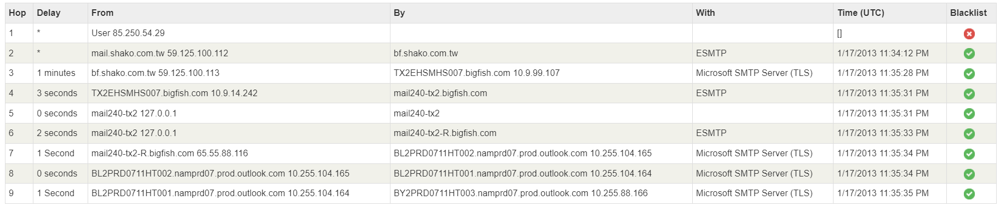 Hop Delay From By With Time (UTC) Blacklist
1 * User 85.250.54.29 []
2 * mail.shako.com.tw 59.125.100.112 bf.shako.com.tw ESMTP 1/17/2013 11:34:12 PM
3 1 minutes bf.shako.com.tw 59.125.100.113 TX2EHSMHS007.bigfish.com 10.9.99.107 Microsoft SMTP Server (TLS) 1/17/2013 11:35:28 PM
4 3 seconds TX2EHSMHS007.bigfish.com 10.9.14.242 mail240-tx2.bigfish.com ESMTP 1/17/2013 11:35:31 PM
5 0 seconds mail240-tx2 127.0.0.1 mail240-tx2 1/17/2013 11:35:31 PM
6 2 seconds mail240-tx2 127.0.0.1 mail240-tx2-R.bigfish.com ESMTP 1/17/2013 11:35:33 PM
7 1 Second mail240-tx2-R.bigfish.com 65.55.88.116 BL2PRD0711HT002.namprd07.prod.outlook.com 10.255.104.165 Microsoft SMTP Server (TLS) 1/17/2013 11:35:34 PM
8 0 seconds BL2PRD0711HT002.namprd07.prod.outlook.com 10.255.104.165 BL2PRD0711HT001.namprd07.prod.outlook.com 10.255.104.164 Microsoft SMTP Server (TLS) 1/17/2013 11:35:34 PM
9 1 Second BL2PRD0711HT001.namprd07.prod.outlook.com 10.255.104.164 BY2PRD0711HT003.namprd07.prod.outlook.com 10.255.88.166 Microsoft SMTP Server (TLS) 1/17/2013 11:35:35 PM